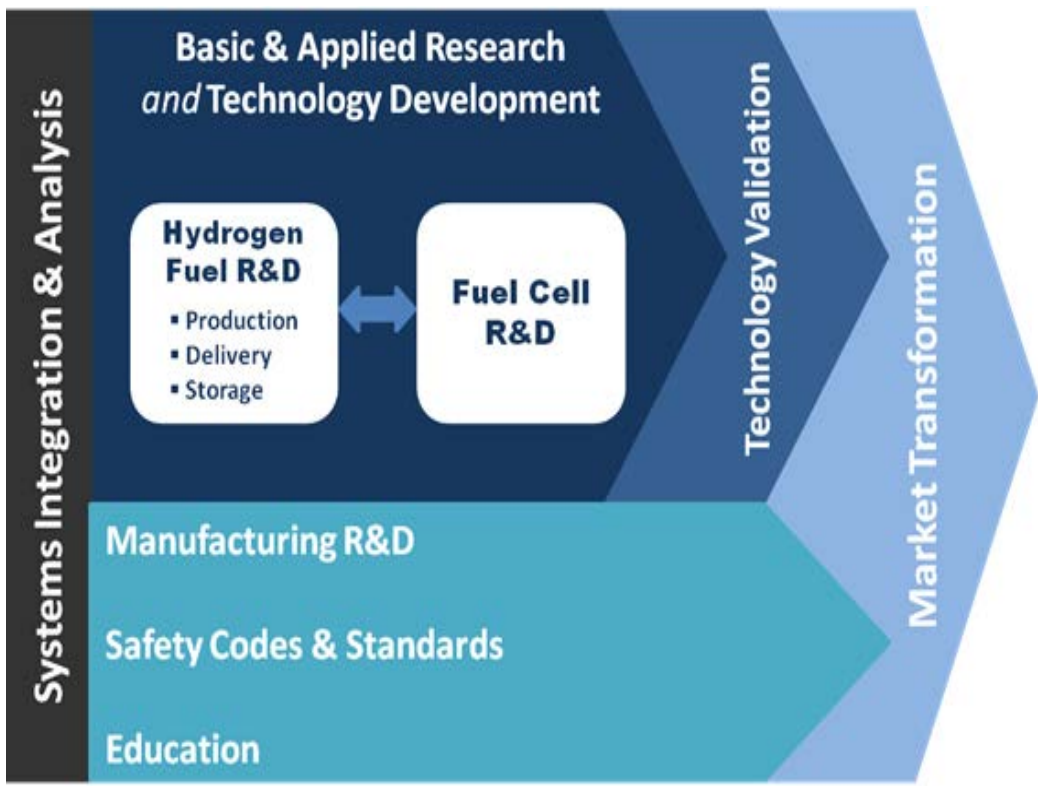 Systems Integration & Analysis
Basic & Applied Research
and Technology Development
Hydrogen
Fuel R&D
▪ Production
▪ Delivery
▪ Storage
Fuel Cell
R&D
Technology Validation
Market Transformation
Manufacturing R&D
Safety Codes & Standards
Education